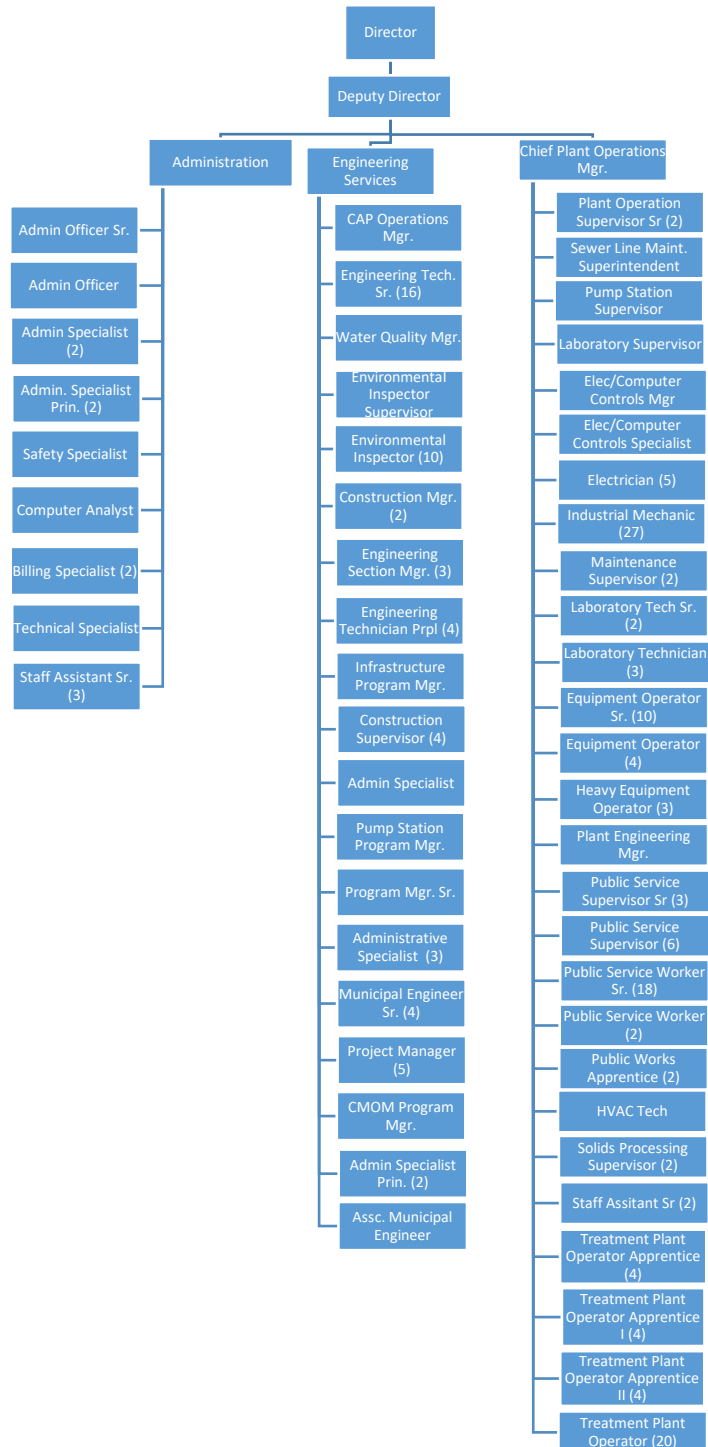 Director
Deputy Director
Administration
Admin Officer Sr.
Admin Officer
Admin Specialist
(2)
Admin. Specialist
Prin. (2)
Safety Specialist
Computer Analyst
Billing Specialist (2)
Technical Specialist
Staff Assistant Sr.
(3)
Engineering
Services
CAP Operations
Mgr.
Engineering Tech.
Sr. (16)
Water Quality Mgr.
Environmental
Inspector
Supervisor
Environmental
Inspector (10)
Construction Mgr.
(2)
Engineering
Section Mgr. (3)
Engineering
Technician Prpl (4)
Infrastructure
Program Mgr.
Construction
Supervisor (4)
Admin Specialist
Pump Station
Program Mgr.
Program Mgr. Sr.
Administrative
Specialist (3)
Municipal Engineer
Sr. (4)
Project Manager
(5)
CMOM Program
Mgr.
Admin Specialist
Prin. (2)
Assc. Municipal
Engineer
Chief Plant Operations
Mgr.
Plant Operation
Supervisor Sr (2)
Sewer Line Maint.
Superintendent
Pump Station
Supervisor
Laboratory Supervisor
Elec/Computer
Controls Mgr
Elec/Computer
Controls Specialist
Electrician (5)
Industrial Mechanic
(27)
Maintenance
Supervisor (2)
Laboratory Tech Sr.
(2)
Laboratory Technician
(3)
Equipment Operator
Sr. (10)
Equipment Operator
(4)
Heavy Equipment
Operator (3)
Plant Engineering
Mgr.
Public Service
Supervisor Sr (3)
Public Service
Supervisor (6)
Public Service Worker
Sr. (18)
Public Service Worker
(2)
Public Works
Apprentice (2)
HVAC Tech
Solids Processing
Supervisor (2)
Staff Assitant Sr (2)
Treatment Plant
Operator Apprentice
(4)
Treatment Plant
Operator Apprentice
I (4)
Treatment Plant
Operator Apprentice
II (4)
Treatment Plant
Operator (20)